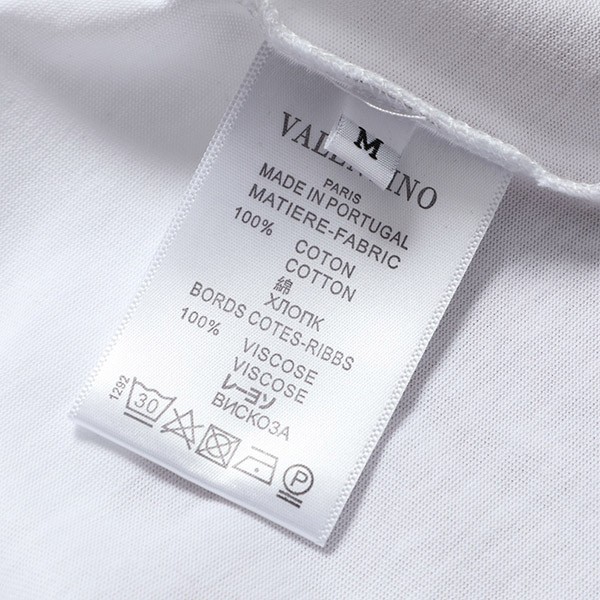 VALENTINO
M
PARIS
MADE IN PORTUGAL
MATIERE-FABRIC
100% COTON
COTTON
綿
ХЛОПК
BORDS COTES-RIBBS
100% VISCOSE
VISCOSE
レーヨン
ВИСКОЗА
1292
30
P